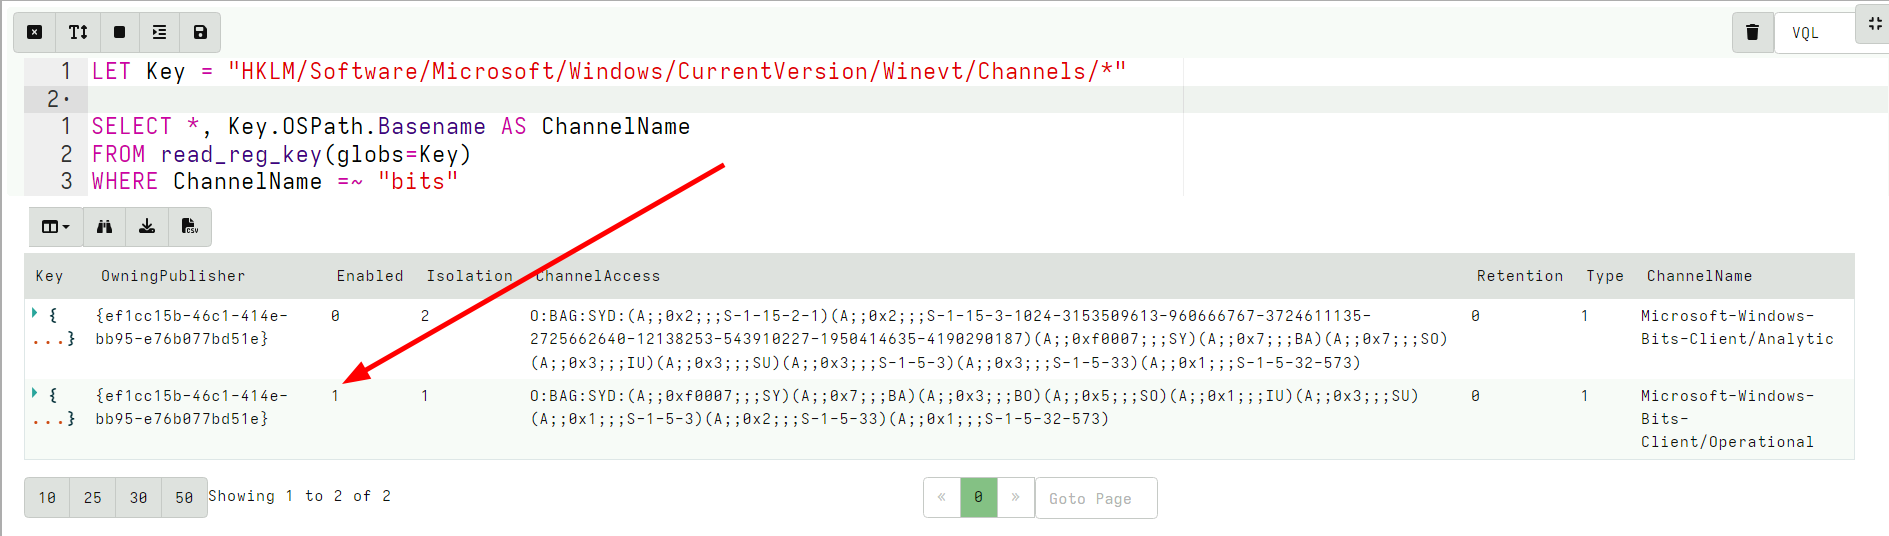 VQL
1 LET Key = "HKLM/Software/Microsoft/Windows/CurrentVersion/Winevt/Channels/*"
2·
1 SELECT *, Key.OSPath.Basename AS ChannelName
2 FROM read_reg_key(globs=Key)
3 WHERE ChannelName =~ "bits"
CSV
Key OwningPublisher Enabled Isolation ChannelAccess Retention Type ChannelName
{ {ef1cc15b-46c1-414e- 0 2 O:BAG:SYD:(A;;0x2;;;S-1-15-2-1)(A;;0x2;;;S-1-15-3-1024-3153509613-960666767-3724611135- 0 1 Microsoft-Windows-
...} bb95-e76b077bd51e} 2725662640-12138253-543910227-1950414635-4190290187)(A;;0xf0007;;;SY)(A;;0x7;;;BA)(A;;0x7;;;SO) Bits-Client/Analytic
(A;;0x3;;;IU)(A;;0x3;;;SU)(A;;0x3;;;S-1-5-3)(A;;0x3;;;S-1-5-33)(A;;0x1;;;S-1-5-32-573)
{ {ef1cc15b-46c1-414e- 1 1 O:BAG:SYD:(A;;0xf0007;;;SY)(A;;0x7;;;BA)(A;;0x3;;;BO)(A;;0x5;;;SO)(A;;0x1;;;IU)(A;;0x3;;;SU) 0 1 Microsoft-Windows-
...} bb95-e76b077bd51e} (A;;0x1;;;S-1-5-3)(A;;0x2;;;S-1-5-33)(A;;0x1;;;S-1-5-32-573) Bits-
Client/Operational
10 25 30 50 Showing 1 to 2 of 2 « 0 » Goto Page